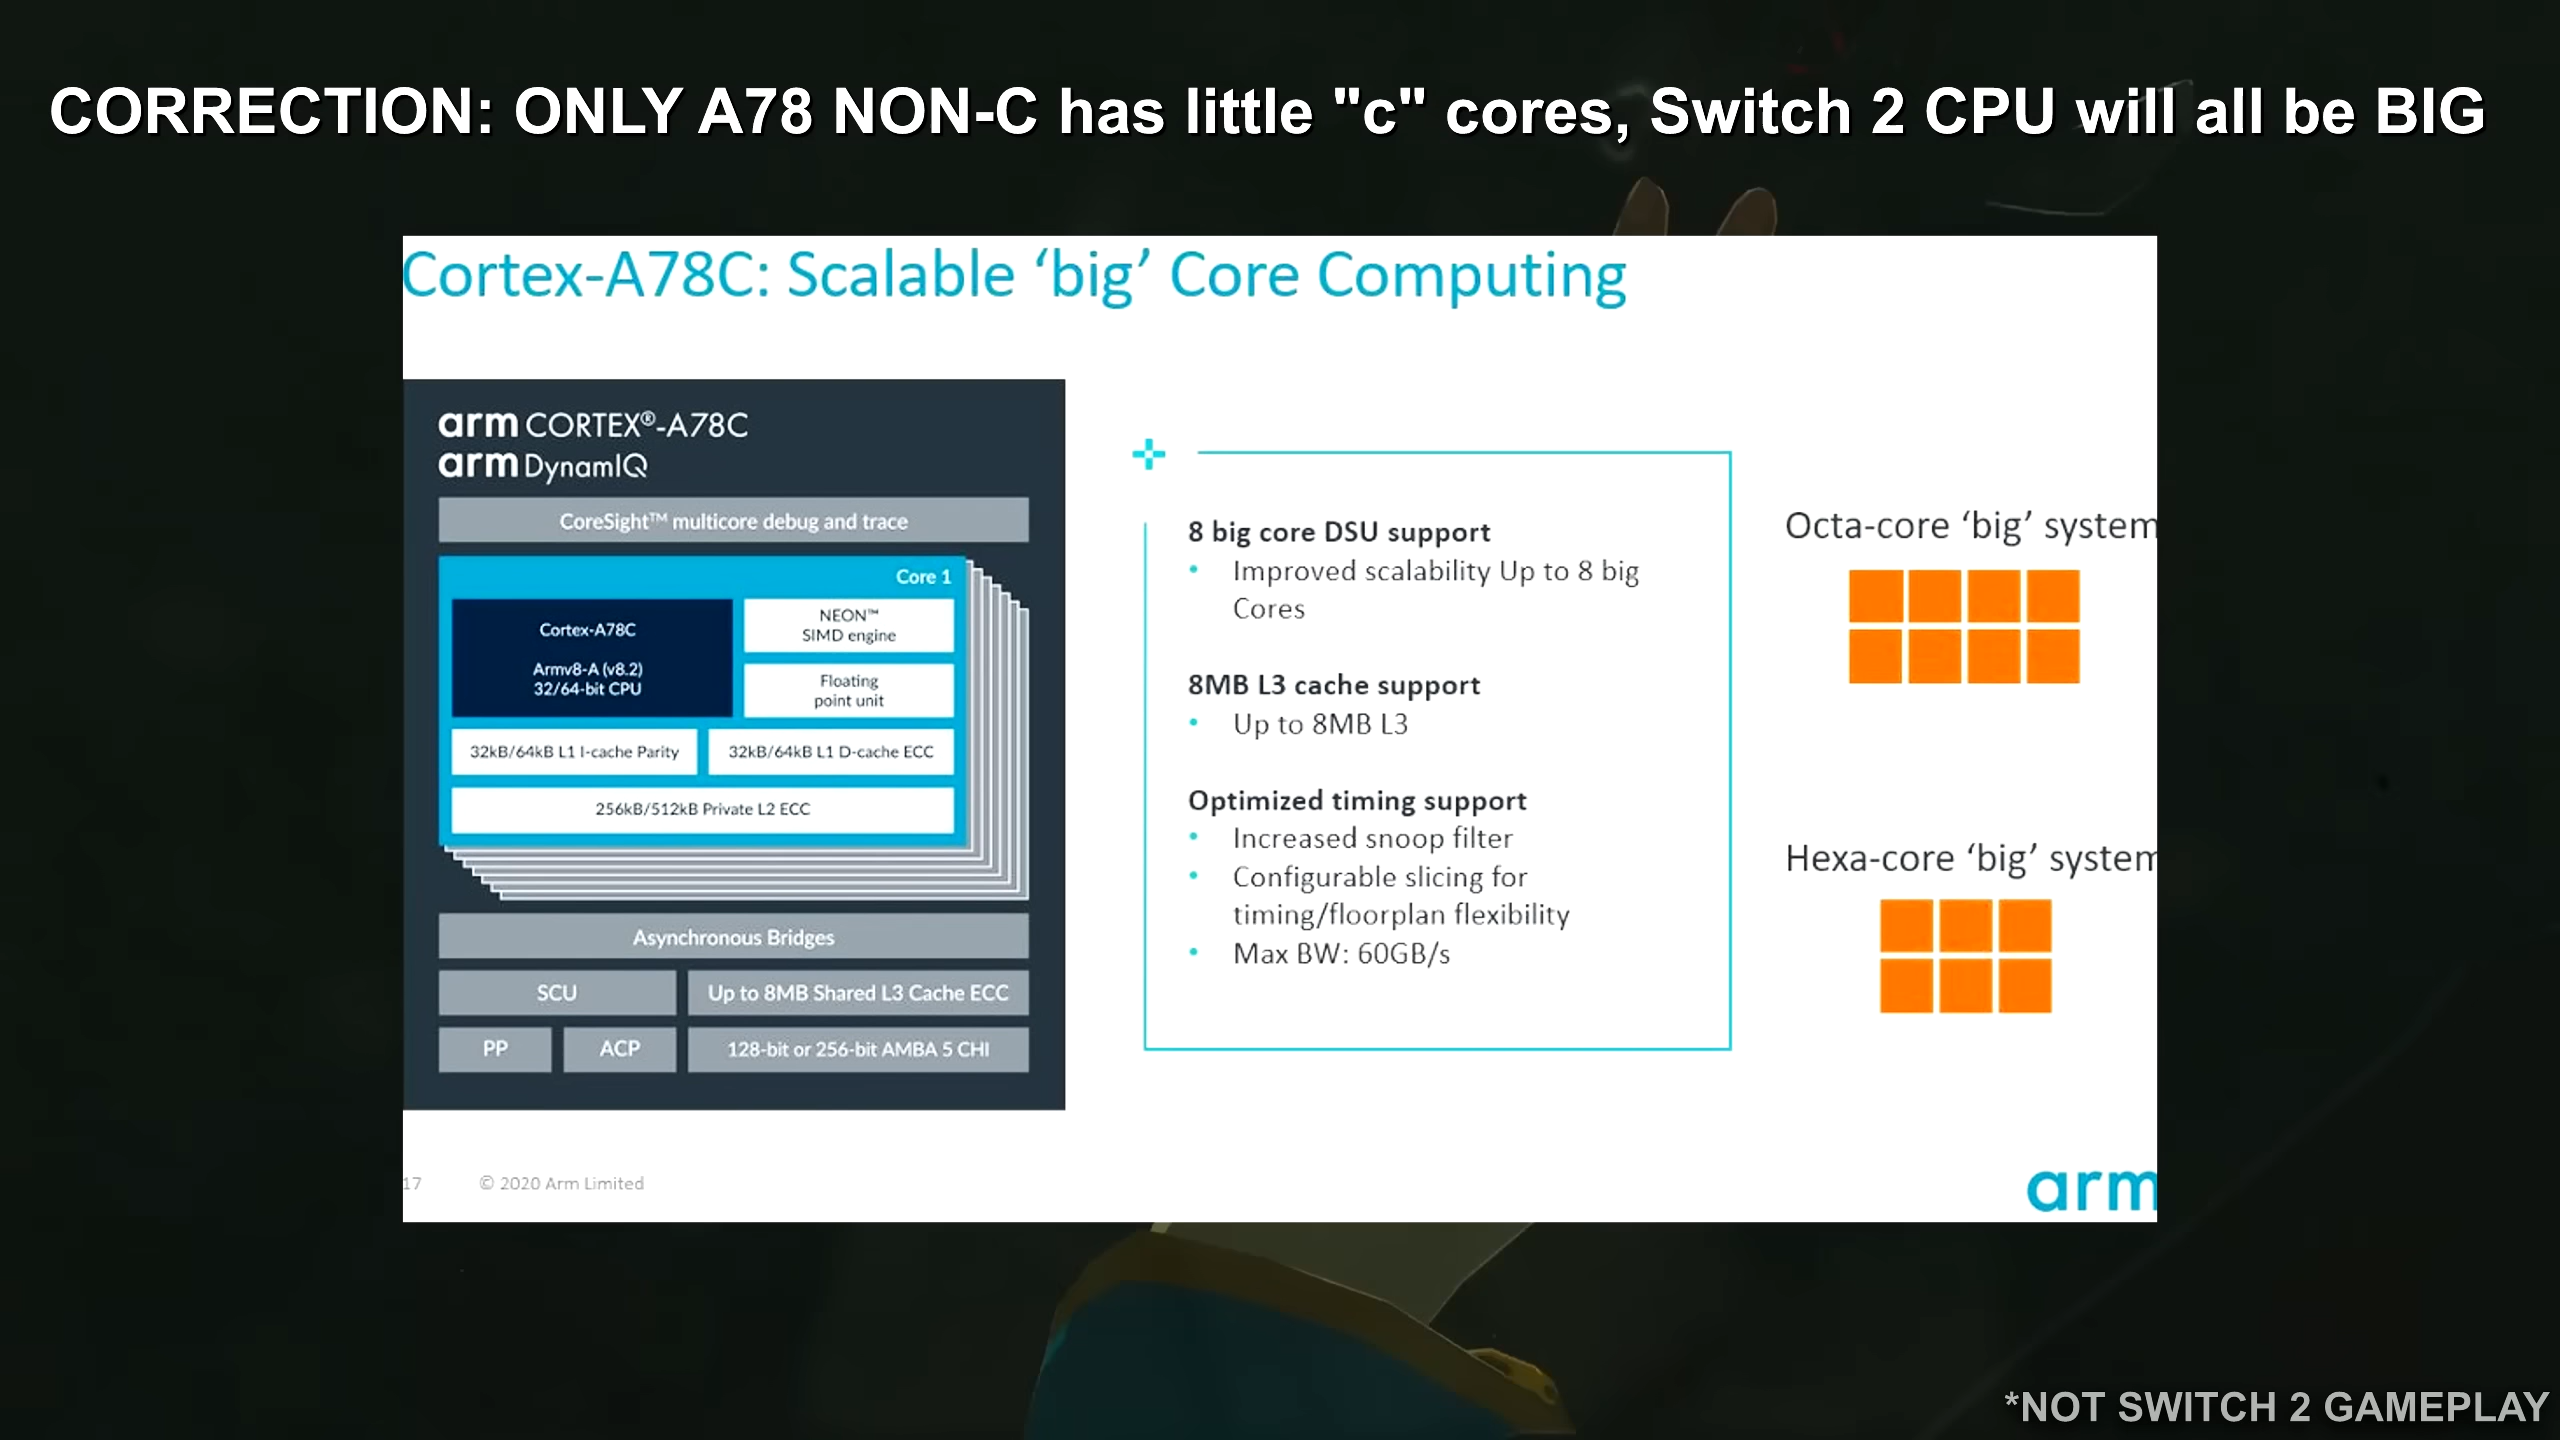 CORRECTION: ONLY A78 NON-C has little "c" cores, Switch 2 CPU will all be BIG
Cortex-A78C: Scalable ‘big’ Core Computing
arm CORTEX®-A78C
arm DynamIQ
CoreSight™ multicore debug and trace
Core 1
Cortex-A78C
Armv8-A (v8.2)
32/64-bit CPU
NEON™
SIMD engine
Floating
point unit
32kB/64kB L1 I-cache Parity
32kB/64kB L1 D-cache ECC
256kB/512kB Private L2 ECC
Asynchronous Bridges
SCU
Up to 8MB Shared L3 Cache ECC
PP
ACP
128-bit or 256-bit AMBA 5 CHI
8 big core DSU support
• Improved scalability Up to 8 big
Cores
8MB L3 cache support
• Up to 8MB L3
Optimized timing support
• Increased snoop filter
• Configurable slicing for
timing/floorplan flexibility
• Max BW: 60GB/s
Octa-core ‘big’ system
Hexa-core ‘big’ system
17
© 2020 Arm Limited
arm
*NOT SWITCH 2 GAMEPLAY